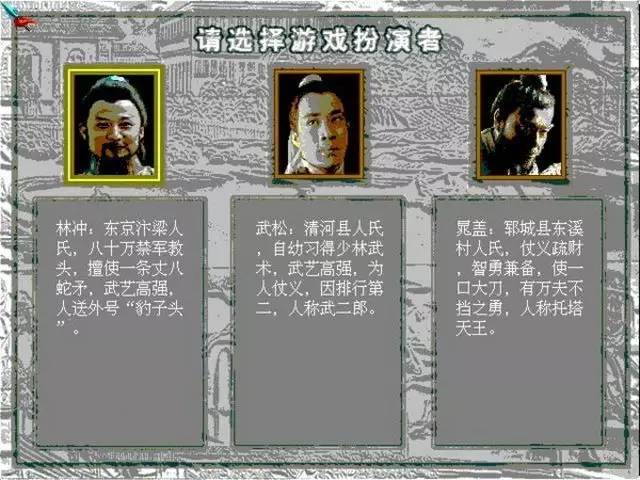 请选择游戏扮演者
林冲：东京汴梁人
氏，八十万禁军教
头，擅使一条丈八
蛇矛，武艺高强，
人送外号“豹子头
”。
武松：清河县人氏
，自幼习得少林武
术，武艺高强，为
人仗义，因排行第
二，人称武二郎。
晁盖：郓城县东溪
村人氏，仗义疏财
，智勇兼备，使一
口大刀，有万夫不
挡之勇，人称托塔
天王。